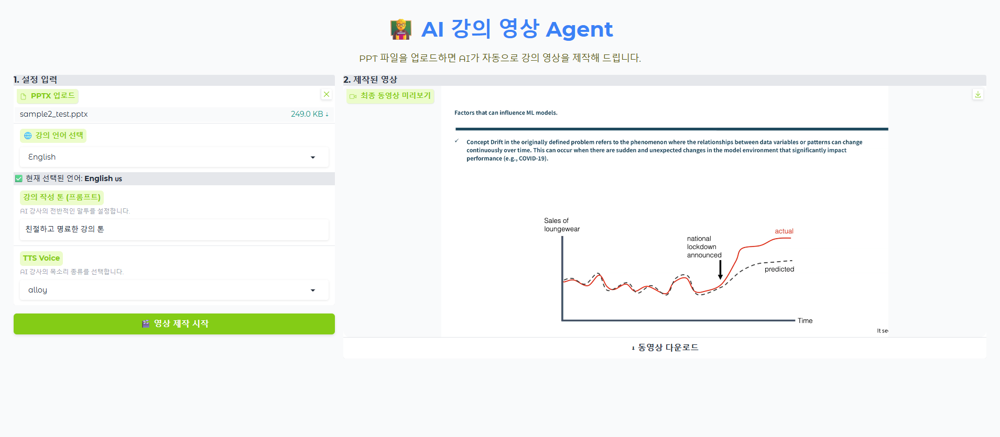 AI 강의 영상 Agent
PPT 파일을 업로드하면 AI가 자동으로 강의 영상을 제작해 드립니다.
1. 설정 입력
PPTX 업로드
sample2_test.pptx 249.0 KB ↓
강의 언어 선택
English
현재 선택된 언어: English US
강의 작성 톤 (프롬프트)
AI 강사의 전반적인 말투를 설정합니다.
친절하고 명료한 강의 톤
TTS Voice
AI 강사의 목소리 종류를 선택합니다.
alloy
영상 제작 시작
2. 제작된 영상
최종 동영상 미리보기
Factors that can influence ML models.
✓ Concept Drift in the originally defined problem refers to the phenomenon where the relationships between data variables or patterns can change
continuously over time. This can occur when there are sudden and unexpected changes in the model environment that significantly impact
performance (e.g., COVID-19).
Sales of
loungewear
national
lockdown
announced
actual
predicted
Time
It se
⬇ 동영상 다운로드